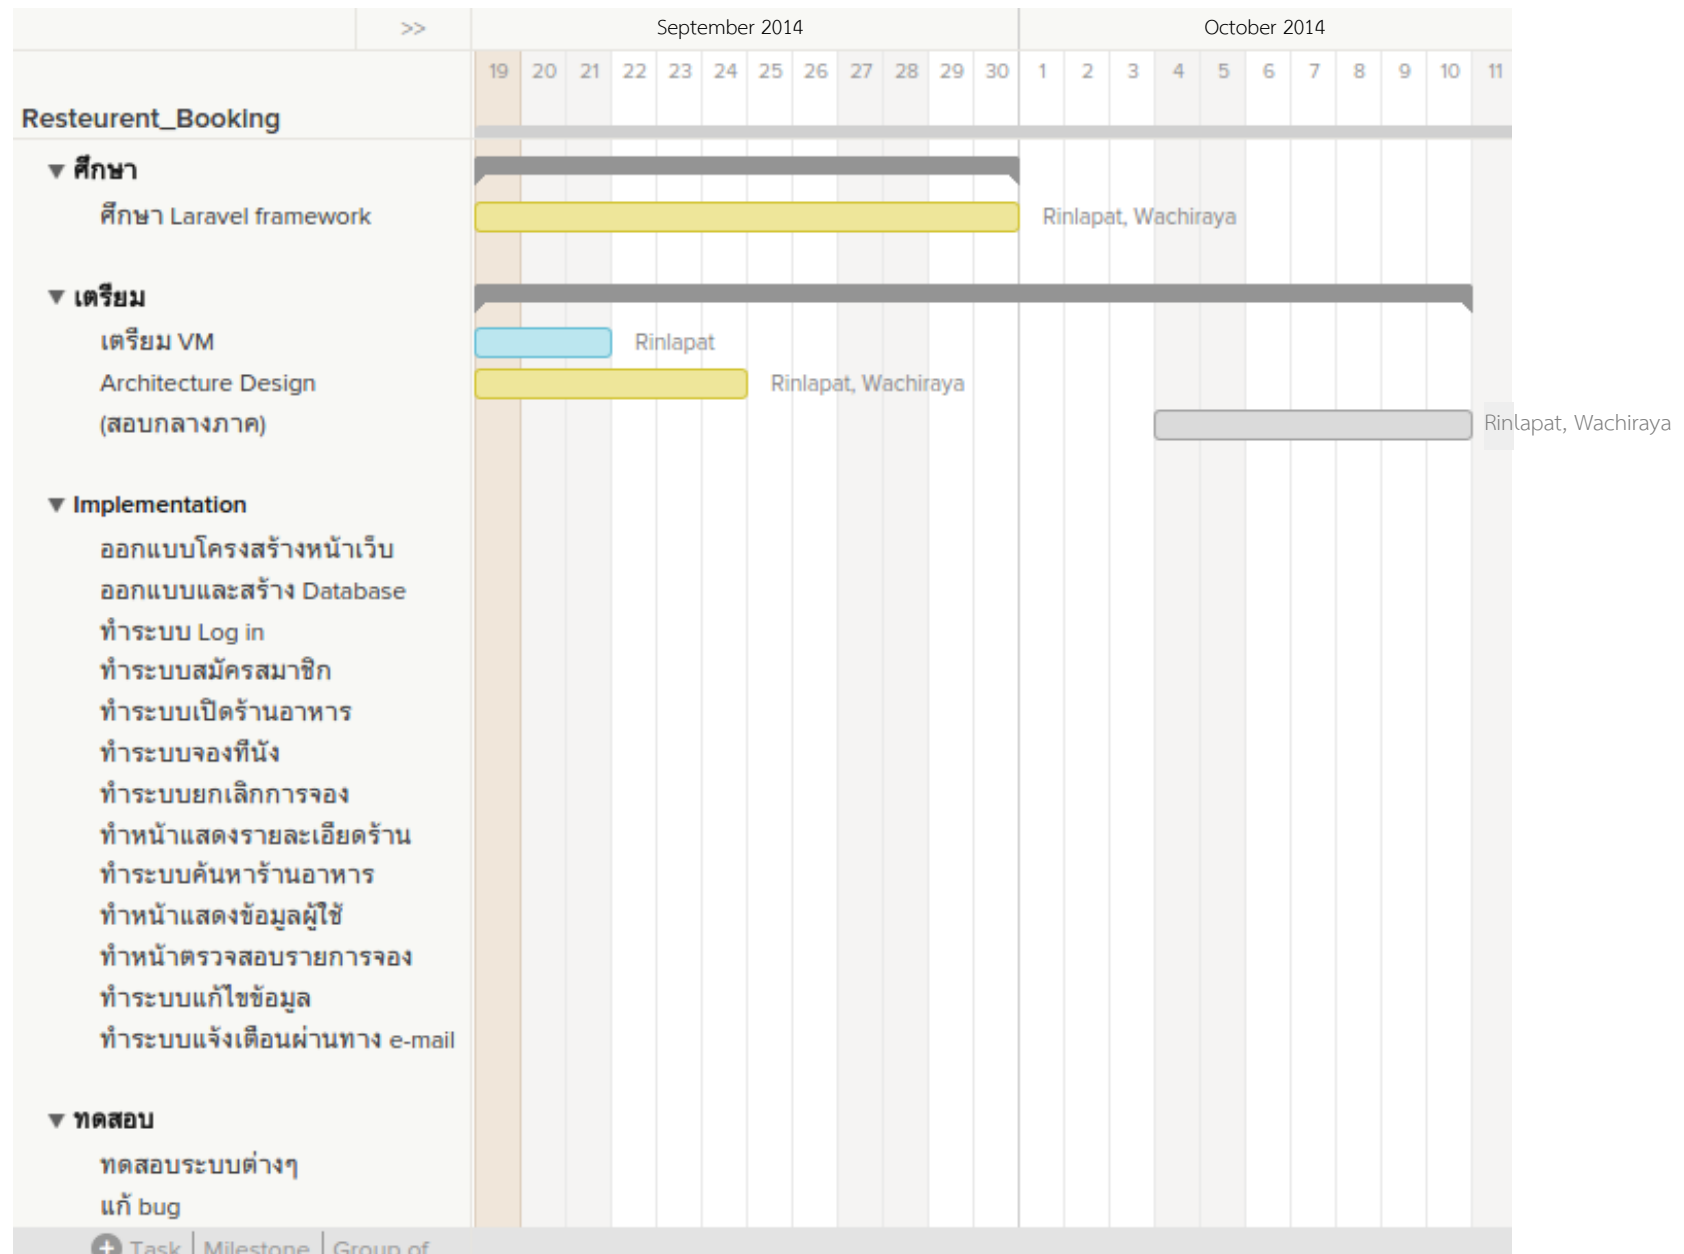 >>
September 2014
October 2014
19 20 21 22 23 24 25 26 27 28 29 30 1 2 3 4 5 6 7 8 9 10 11
Resteurent_Booking
ศึกษา
ศึกษา Laravel framework
Rinlapat, Wachiraya
เตรียม
เตรียม VM
Rinlapat
Architecture Design
Rinlapat, Wachiraya
(สอบกลางภาค)
Rinlapat, Wachiraya
Implementation
ออกแบบโครงสร้างหน้าเว็บ
ออกแบบและสร้าง Database
ทำระบบ Log in
ทำระบบสมัครสมาชิก
ทำระบบเปิดร้านอาหาร
ทำระบบจองที่นั่ง
ทำระบบยกเลิกการจอง
ทำหน้าแสดงรายละเอียดร้าน
ทำระบบค้นหาร้านอาหาร
ทำหน้าแสดงข้อมูลผู้ใช้
ทำหน้าตรวจสอบรายการจอง
ทำระบบแก้ไขข้อมูล
ทำระบบแจ้งเตือนผ่านทาง e-mail
ทดสอบ
ทดสอบระบบต่างๆ
แก้ bug
Task | Milestone | Group of